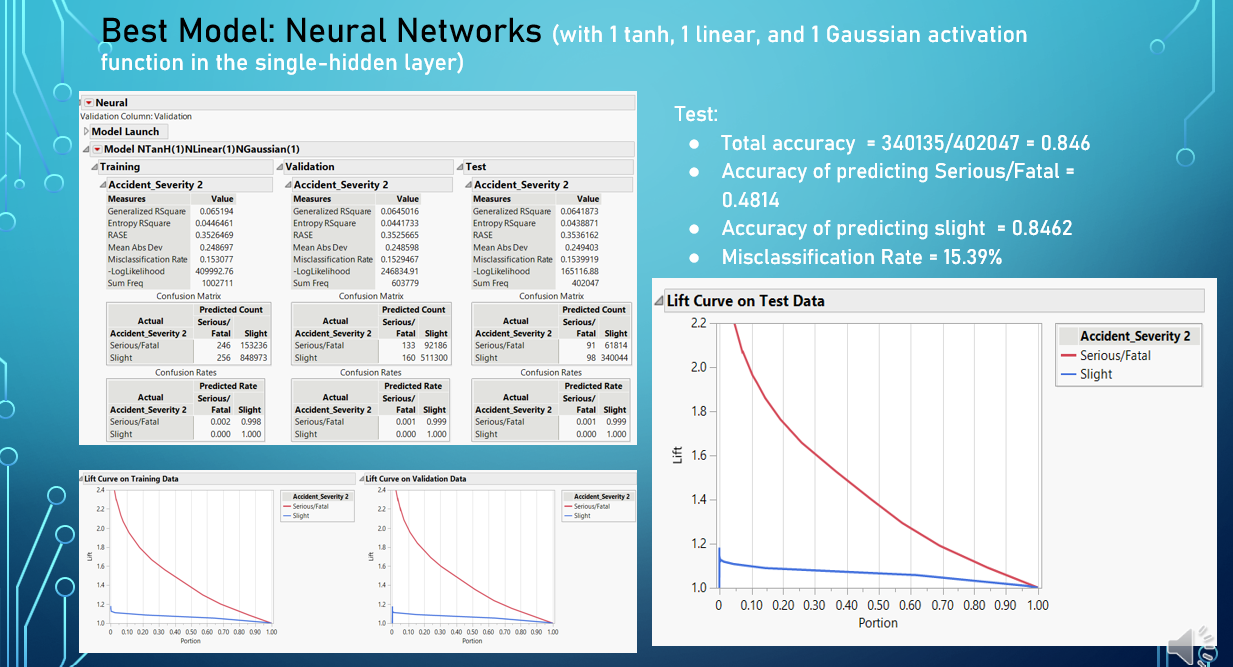 Best Model: Neural Networks (with 1 tanh, 1 linear, and 1 Gaussian activation
function in the single-hidden layer)
Neural
Validation Column: Validation
Model Launch
Model NTanH(1)NLinear(1)NGaussian(1)
Training
Accident_Severity 2
Measures Value
Generalized RSquare 0.065194
Entropy RSquare 0.0446461
RASE 0.3526469
Mean Abs Dev 0.248697
Misclassification Rate 0.153077
-LogLikelihood 409992.76
Sum Freq 1002711
Confusion Matrix
Predicted Count
Actual Serious/
Accident_Severity 2 Fatal Slight
Serious/Fatal 246 153236
Slight 256 848973
Confusion Rates
Predicted Rate
Actual Serious/
Accident_Severity 2 Fatal Slight
Serious/Fatal 0.002 0.998
Slight 0.000 1.000
Validation
Accident_Severity 2
Measures Value
Generalized RSquare 0.0645016
Entropy RSquare 0.0441733
RASE 0.3525665
Mean Abs Dev 0.248598
Misclassification Rate 0.1529467
-LogLikelihood 246834.91
Sum Freq 603779
Confusion Matrix
Predicted Count
Actual Serious/
Accident_Severity 2 Fatal Slight
Serious/Fatal 133 92186
Slight 160 511300
Confusion Rates
Predicted Rate
Actual Serious/
Accident_Severity 2 Fatal Slight
Serious/Fatal 0.001 0.999
Slight 0.000 1.000
Test
Accident_Severity 2
Measures Value
Generalized RSquare 0.0641873
Entropy RSquare 0.0438871
RASE 0.3536162
Mean Abs Dev 0.249403
Misclassification Rate 0.1539919
-LogLikelihood 165116.88
Sum Freq 402047
Confusion Matrix
Predicted Count
Actual Serious/
Accident_Severity 2 Fatal Slight
Serious/Fatal 91 61814
Slight 98 340044
Confusion Rates
Predicted Rate
Actual Serious/
Accident_Severity 2 Fatal Slight
Serious/Fatal 0.001 0.999
Slight 0.000 1.000
Test:
● Total accuracy = 340135/402047 = 0.846
● Accuracy of predicting Serious/Fatal =
0.4814
● Accuracy of predicting slight = 0.8462
● Misclassification Rate = 15.39%
Lift Curve on Training Data
2.4
2.2
2.0
1.8
1.6
1.4
1.2
1.0
Lift
0 0.10 0.20 0.30 0.40 0.50 0.60 0.70 0.80 0.90 1.00
Portion
Accident_Severity 2
Serious/Fatal
Slight
Lift Curve on Validation Data
2.4
2.2
2.0
1.8
1.6
1.4
1.2
1.0
Lift
0 0.10 0.20 0.30 0.40 0.50 0.60 0.70 0.80 0.90 1.00
Portion
Accident_Severity 2
Serious/Fatal
Slight
Lift Curve on Test Data
2.2
2.0
1.8
1.6
1.4
1.2
1.0
Lift
0 0.10 0.20 0.30 0.40 0.50 0.60 0.70 0.80 0.90 1.00
Portion
Accident_Severity 2
Serious/Fatal
Slight